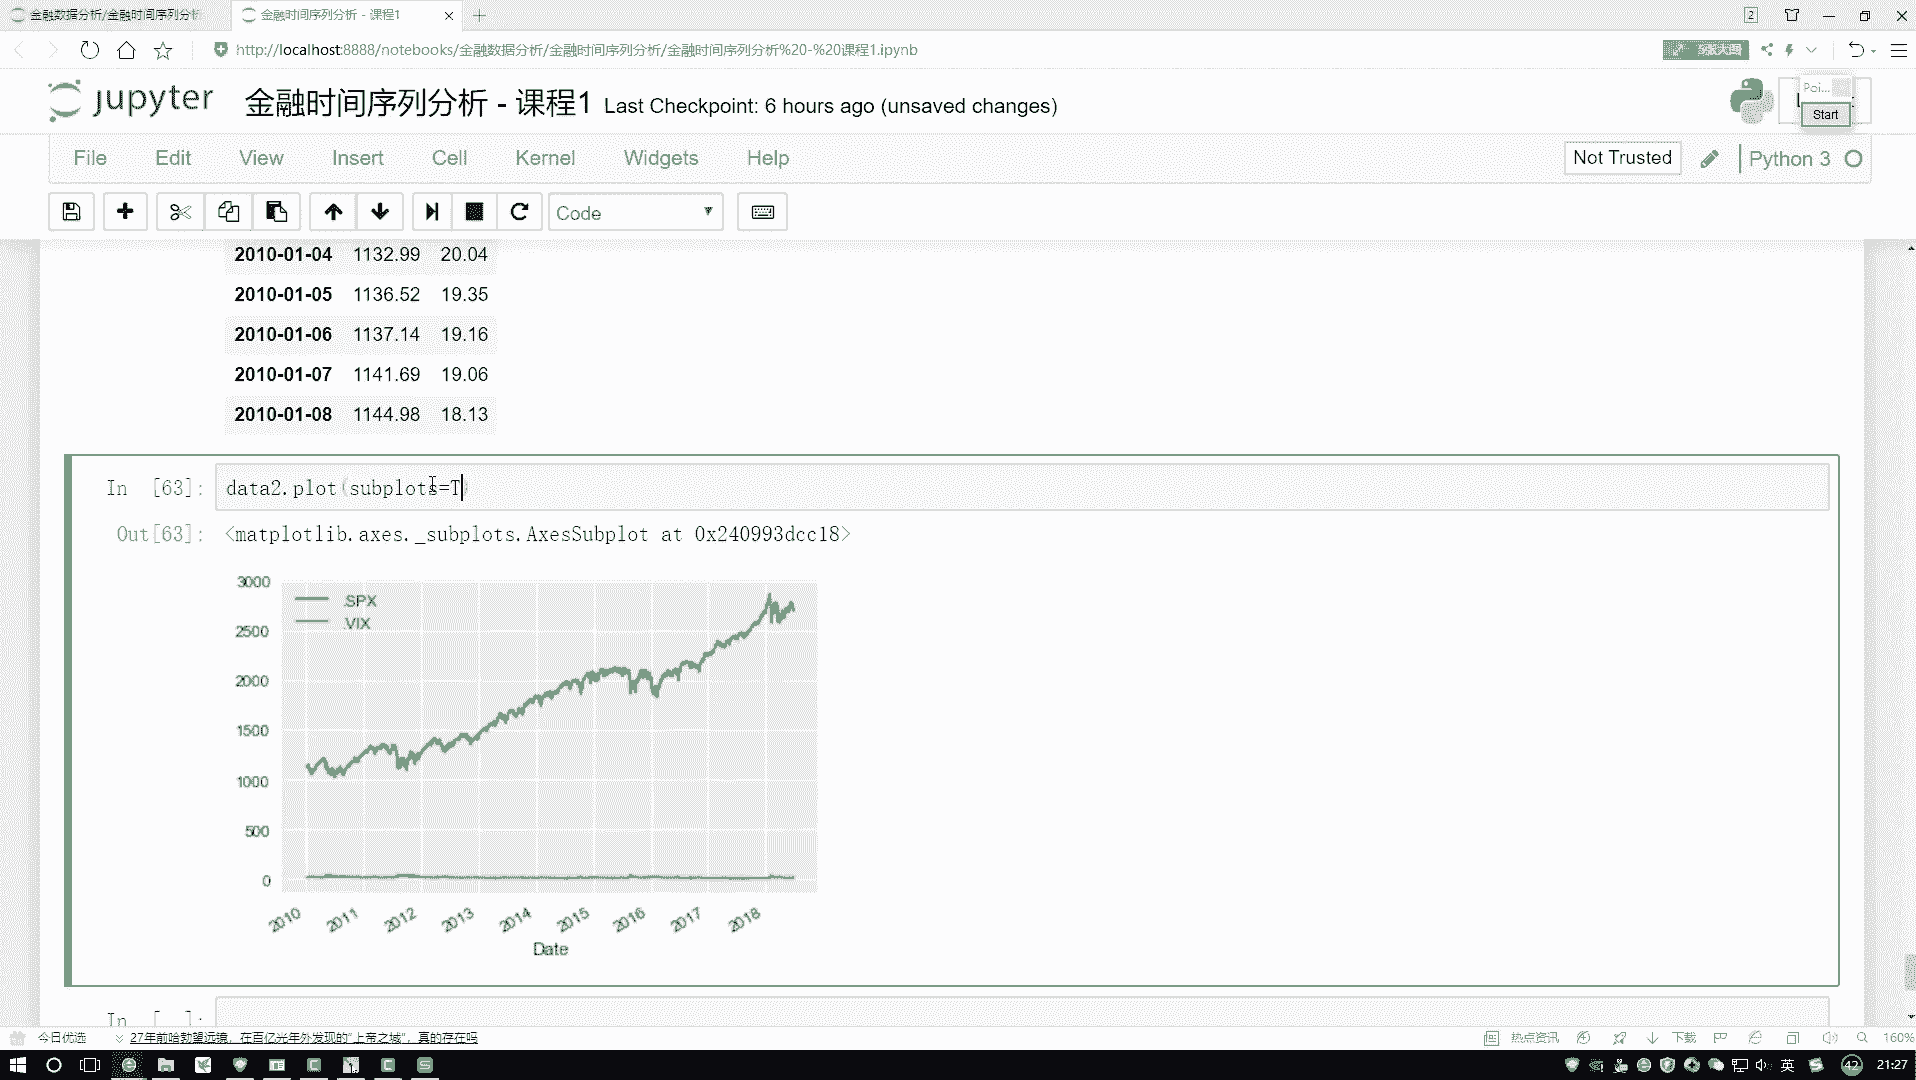 金融数据分析/金融时间序列分析
金融时间序列分析 - 课程1
2
http://localhost:8888/notebooks/金融数据分析/金融时间序列分析/金融时间序列分析%20-%20课程1.ipynb
jupyter 金融时间序列分析 - 课程1 Last Checkpoint: 6 hours ago (unsaved changes)
Poi...
Start
File Edit View Insert Cell Kernel Widgets Help
Not Trusted
Python 3
Code
2010-01-04 1132.99 20.04
2010-01-05 1136.52 19.35
2010-01-06 1137.14 19.16
2010-01-07 1141.69 19.06
2010-01-08 1144.98 18.13
In [63]: data2.plot(subplots=T)
Out[63]: <matplotlib.axes._subplots.AxesSubplot at 0x240993dcc18>
3000
SPX
VIX
2500
2000
1500
1000
500
0
2010 2011 2012 2013 2014 2015 2016 2017 2018
Date
In [ ]:
今日优选
27年前哈勃望远镜，在百亿光年外发现的"上帝之城"，真的存在吗
热点资讯
下载
160%
英
42
21:27